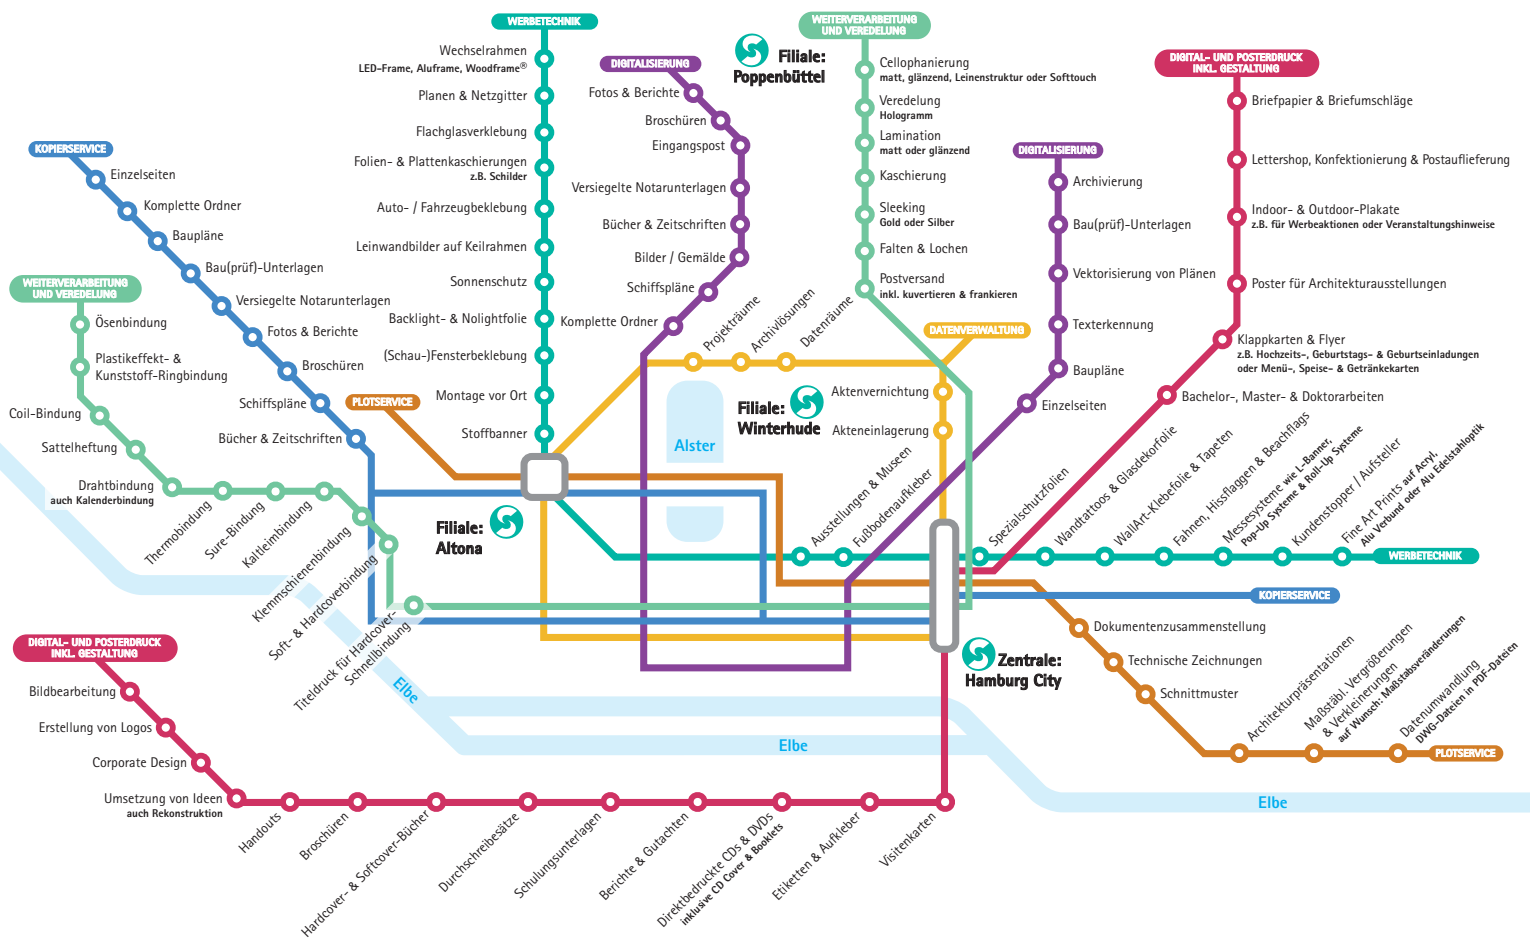 WERBETECHNIK
Wechselrahmen
LED-Frame, Aluframe, Woodframe®
Planen & Netzgitter
Flachglasverklebung
Folien- & Plattenkaschierungen
z.B. Schilder
Auto- / Fahrzeugbeklebung
Leinwandbilder auf Keilrahmen
Sonnenschutz
Backlight- & Nolightfolie
(Schau-)Fensterbeklebung
Montage vor Ort
Stoffbanner
DIGITALISIERUNG
Fotos & Berichte
Broschüren
Eingangspost
Versiegelte Notarunterlagen
Bücher & Zeitschriften
Bilder / Gemälde
Schiffspläne
Komplette Ordner
Filiale:
Poppenbüttel
WEITERVERARBEITUNG
UND VEREDELUNG
Cellophanierung
matt, glänzend, Leinenstruktur oder Softtouch
Veredelung
Hologramm
Lamination
matt oder glänzend
Kaschierung
Sleeking
Gold oder Silber
Falten & Lochen
Postversand
inkl. kuvertieren & frankieren
DIGITALISIERUNG
Archivierung
Bau(prüf)-Unterlagen
Vektorisierung von Plänen
Texterkennung
Baupläne
Einzelseiten
DIGITAL- UND POSTERDRUCK
INKL. GESTALTUNG
Briefpapier & Briefumschläge
Lettershop, Konfektionierung & Postauflieferung
Indoor- & Outdoor-Plakate
z.B. für Werbeaktionen oder Veranstaltungshinweise
Poster für Architekturausstellungen
Klappkarten & Flyer
z.B. Hochzeits-, Geburtstags- & Geburtseinladungen
oder Menü-, Speise- & Getränkekarten
Bachelor-, Master- & Doktorarbeiten
KOPIERSERVICE
Einzelseiten
Komplette Ordner
Baupläne
Bau(prüf)-Unterlagen
Versiegelte Notarunterlagen
Fotos & Berichte
Broschüren
Schiffspläne
Bücher & Zeitschriften
WEITERVERARBEITUNG
UND VEREDELUNG
Ösenbindung
Plastikeffekt- &
Kunststoff-Ringbindung
Coil-Bindung
Sattelheftung
Drahtbindung
auch Kalenderbindung
Thermobindung
Sure-Bindung
Kaltleimbindung
Klemmschienenbindung
Soft- & Hardcoverbindung
Titeldruck für Hardcover-
Schnellbindung
PLOTSERVICE
Projekträume
Archivlösungen
Datenräume
DATENVERWALTUNG
Aktenvernichtung
Akteneinlagerung
Alster
Filiale:
Winterhude
Filiale:
Altona
Ausstellungen & Museen
Fußbodenaufkleber
Spezialschutzfolien
Wandtattoos & Glasdekorfolie
WallArt-Klebefolie & Tapeten
Fahnen, Hissflaggen & Beachflags
Messesysteme wie L-Banner,
Pop-Up Systeme & Roll-Up Systeme
Kundenstopper / Aufsteller
Fine Art Prints auf Acryl,
Alu Verbund oder Alu Edelstahloptik
WERBETECHNIK
KOPIERSERVICE
Zentrale:
Hamburg City
Dokumentenzusammenstellung
Technische Zeichnungen
Schnittmuster
Architekturpräsentationen
Maßstäbl. Vergrößerungen
& Verkleinerungen
auf Wunsch: Maßstabsveränderungen
Datenumwandlung
DWG-Dateien in PDF-Dateien
PLOTSERVICE
Elbe
Elbe
Elbe
DIGITAL- UND POSTERDRUCK
INKL. GESTALTUNG
Bildbearbeitung
Erstellung von Logos
Corporate Design
Umsetzung von Ideen
auch Rekonstruktion
Handouts
Broschüren
Hardcover- & Softcover-Bücher
Durchschreibesätze
Schulungsunterlagen
Berichte & Gutachten
Direktbedruckte CDs & DVDs
inklusive CD Cover & Booklets
Etiketten & Aufkleber
Visitenkarten